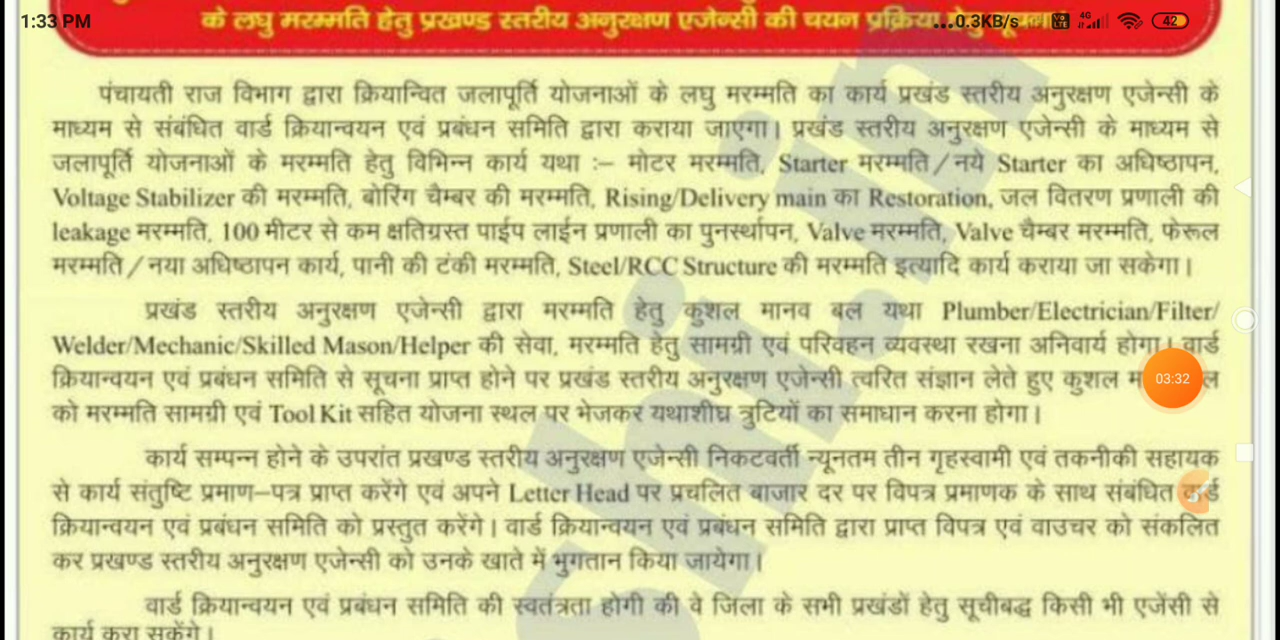 1:33 PM
...0.3KB/s
4G
42
के लघु मरम्मति हेतु प्रखण्ड स्तरीय अनुरक्षण एजेन्सी की चयन प्रक्रिया
पंचायती राज विभाग द्वारा क्रियान्वित जलापूर्ति योजनाओं के लघु मरम्मति का कार्य प्रखंड स्तरीय अनुरक्षण एजेन्सी के
माध्यम से संबंधित वार्ड क्रियान्वयन एवं प्रबंधन समिति द्वारा कराया जाएगा। प्रखंड स्तरीय अनुरक्षण एजेन्सी के माध्यम से
जलापूर्ति योजनाओं के मरम्मति हेतु विभिन्न कार्य यथा :– मोटर मरम्मति, Starter मरम्मति/नये Starter का अधिष्ठापन,
Voltage Stabilizer की मरम्मति, बोरिंग चैम्बर की मरम्मति, Rising/Delivery main का Restoration, जल वितरण प्रणाली की
leakage मरम्मति, 100 मीटर से कम क्षतिग्रस्त पाईप लाईन प्रणाली का पुनर्स्थापन, Valve मरम्मति, Valve चैम्बर मरम्मति, फेरूल
मरम्मति/नया अधिष्ठापन कार्य, पानी की टंकी मरम्मति, Steel/RCC Structure की मरम्मति इत्यादि कार्य कराया जा सकेगा।
प्रखंड स्तरीय अनुरक्षण एजेन्सी द्वारा मरम्मति हेतु कुशल मानव बल यथा Plumber/Electrician/Filter/
Welder/Mechanic/Skilled Mason/Helper की सेवा, मरम्मति हेतु सामग्री एवं परिवहन व्यवस्था रखना अनिवार्य होगा। वार्ड
क्रियान्वयन एवं प्रबंधन समिति से सूचना प्राप्त होने पर प्रखंड स्तरीय अनुरक्षण एजेन्सी त्वरित संज्ञान लेते हुए कुशल
03:32
को मरम्मति सामग्री एवं Tool Kit सहित योजना स्थल पर भेजकर यथाशीघ्र त्रुटियों का समाधान करना होगा।
कार्य सम्पन्न होने के उपरांत प्रखण्ड स्तरीय अनुरक्षण एजेन्सी निकटवर्ती न्यूनतम तीन गृहस्वामी एवं तकनीकी सहायक
से कार्य संतुष्टि प्रमाण–पत्र प्राप्त करेंगे एवं अपने Letter Head पर प्रचलित बाजार दर पर विपत्र प्रमाणक के साथ संबंधित वार्ड
क्रियान्वयन एवं प्रबंधन समिति को प्रस्तुत करेंगे। वार्ड क्रियान्वयन एवं प्रबंधन समिति द्वारा प्राप्त विपत्र एवं वाउचर को संकलित
कर प्रखण्ड स्तरीय अनुरक्षण एजेन्सी को उनके खाते में भुगतान किया जायेगा।
वार्ड क्रियान्वयन एवं प्रबंधन समिति की स्वतंत्रता होगी की वे जिला के सभी प्रखंडों हेतु सूचीबद्ध किसी भी एजेंसी से
कार्य करा सकेंगे।